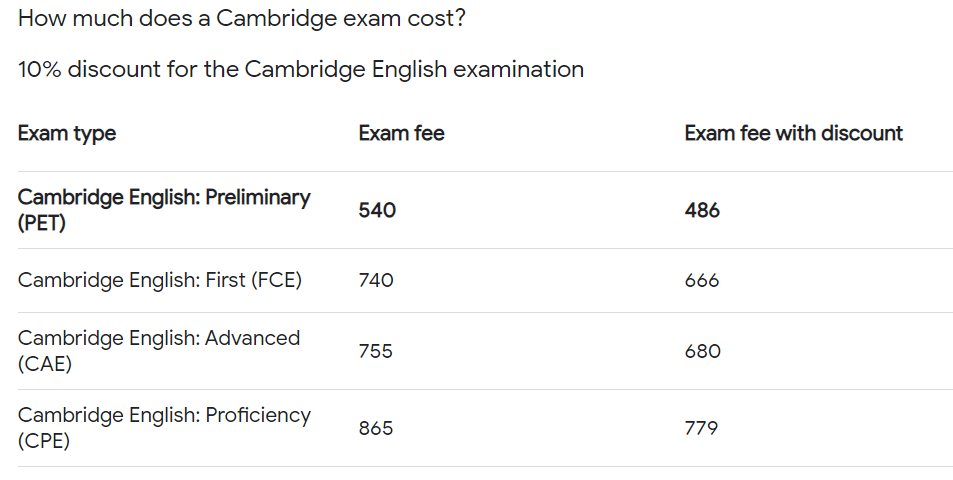 How much does a Cambridge exam cost?
10% discount for the Cambridge English examination
Exam type Exam fee Exam fee with discount
Cambridge English: Preliminary
(PET) 540 486
Cambridge English: First (FCE) 740 666
Cambridge English: Advanced
(CAE) 755 680
Cambridge English: Proficiency
(CPE) 865 779